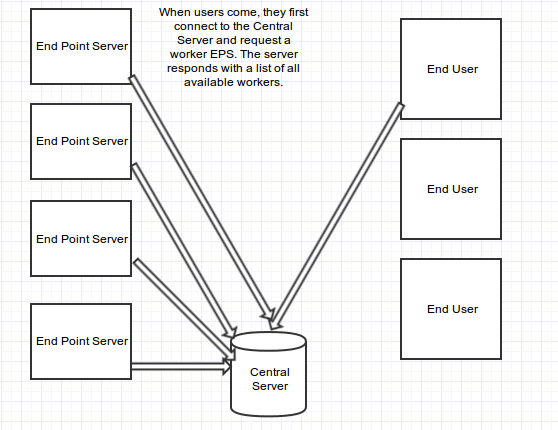 When users come, they first
connect to the Central
Server and request a
worker EPS. The server
responds with a list of all
available workers.
End Point Server
End Point Server
End Point Server
End Point Server
End User
End User
End User
Central
Server